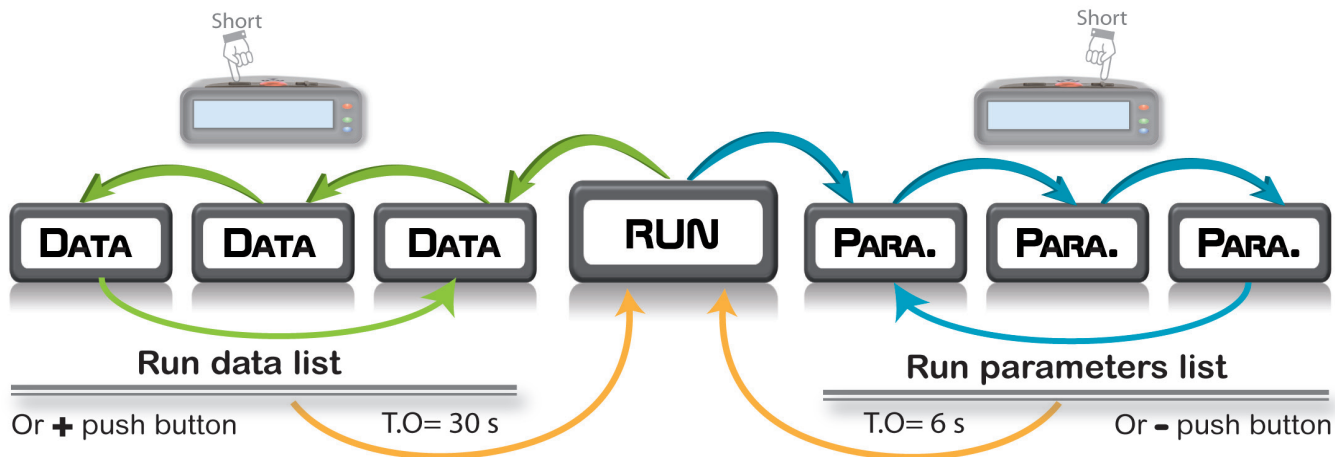 Short
Short
DATA DATA DATA RUN PARA. PARA. PARA.
Run data list
Run parameters list
Or + push button
T.O= 30 s
T.O= 6 s
Or - push button